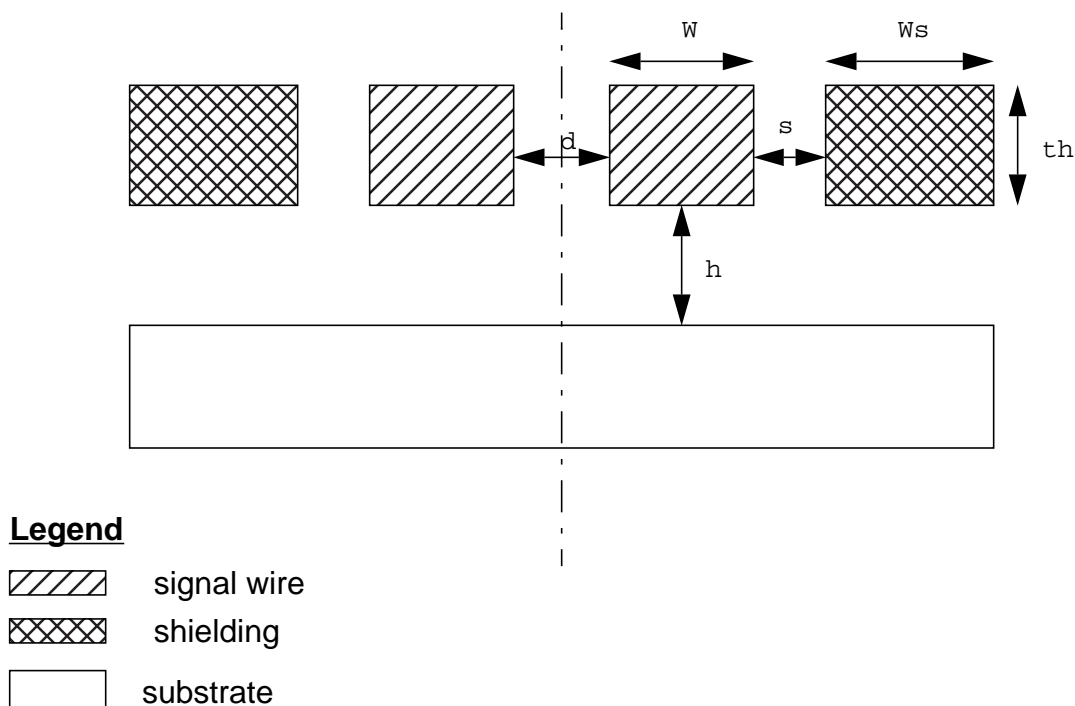 W
Ws
d
s
th
h
Legend
signal wire
shielding
substrate